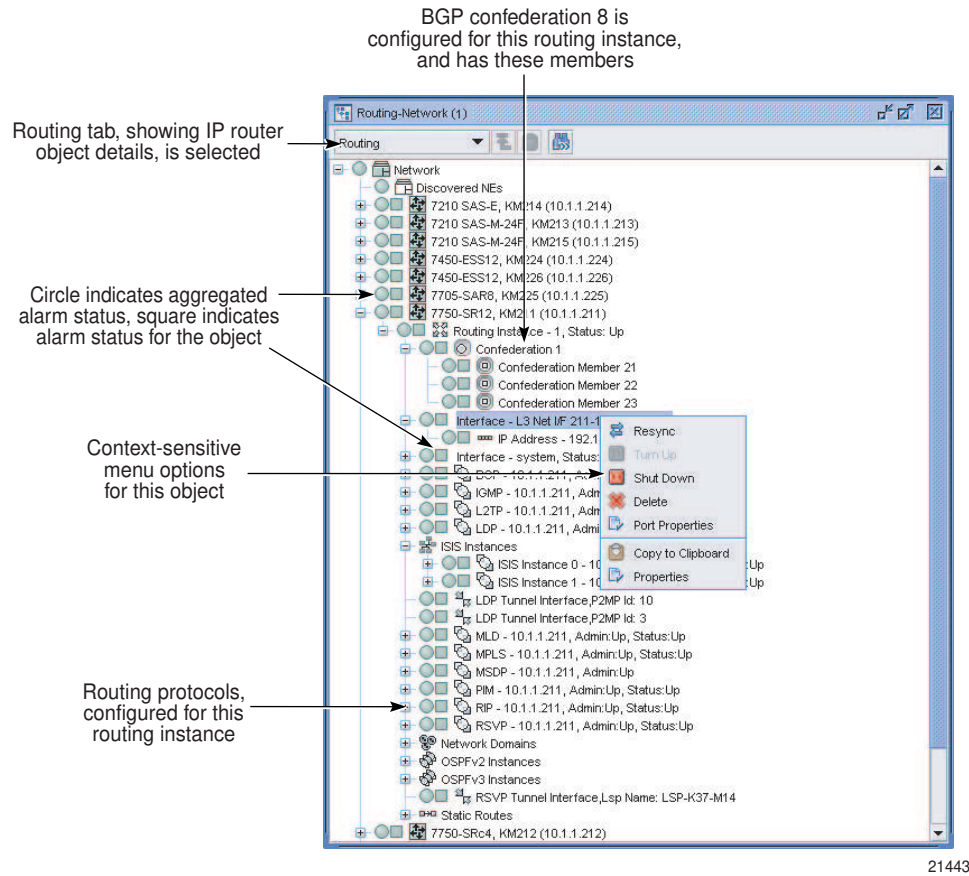 BGP confederation 8 is
configured for this routing instance,
and has these members
Routing-Network (1)
Routing tab, showing IP router
object details, is selected
Routing
Network
Discovered NEs
7210 SAS-E, KM214 (10.1.1.214)
7210 SAS-M-24F, KM213 (10.1.1.213)
7210 SAS-M-24F, KM215 (10.1.1.215)
7450-ESS12, KM224 (10.1.1.224)
7450-ESS12, KM226 (10.1.1.226)
Circle indicates aggregated
alarm status, square indicates
alarm status for the object
7705-SAR8, KM225 (10.1.1.225)
7750-SR12, KM211 (10.1.1.211)
Routing Instance - 1, Status: Up
Confederation 1
Confederation Member 21
Confederation Member 22
Confederation Member 23
Interface - L3 Net I/F 211-1
IP Address - 192.1
Interface - system, Status:
BGP - 10.1.1.211, Adm
IGMP - 10.1.1.211, Adm
L2TP - 10.1.1.211, Adm
LDP - 10.1.1.211, Admi
Resync
Turn Up
Shut Down
Delete
Port Properties
Copy to Clipboard
Properties
Context-sensitive
menu options
for this object
ISIS Instances
ISIS Instance 0 - 10 Up
ISIS Instance 1 - 10 Up
LDP Tunnel Interface,P2MP Id: 10
LDP Tunnel Interface,P2MP Id: 3
MLD - 10.1.1.211, Admin:Up, Status:Up
MPLS - 10.1.1.211, Admin:Up, Status:Up
MSDP - 10.1.1.211, Admin:Up
PIM - 10.1.1.211, Admin:Up, Status:Up
RIP - 10.1.1.211, Admin:Up, Status:Up
RSVP - 10.1.1.211, Admin:Up, Status:Up
Routing protocols,
configured for this
routing instance
Network Domains
OSPFv2 Instances
OSPFv3 Instances
RSVP Tunnel Interface,Lsp Name: LSP-K37-M14
Static Routes
7750-SRc4, KM212 (10.1.1.212)
21443